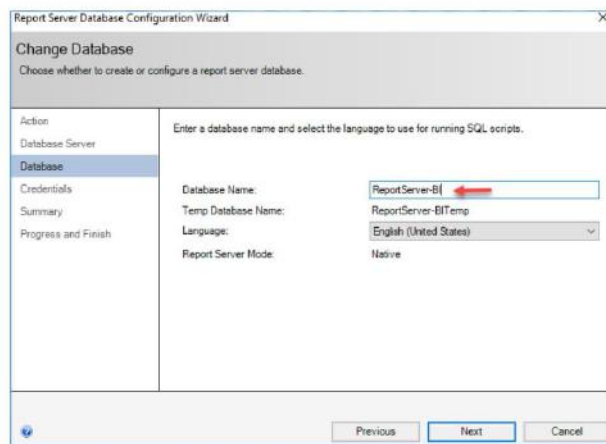 Report Server Database Configuration Wizard
Change Database
Choose whether to create or configure a report server database.
Action
Database Server
Database
Credentials
Summary
Progress and Finish
Enter a database name and select the language to use for running SQL scripts.
Database Name: ReportServer-BI
Temp Database Name: ReportServer-BITemp
Language: English (United States)
Report Server Mode: Native
Previous Next Cancel